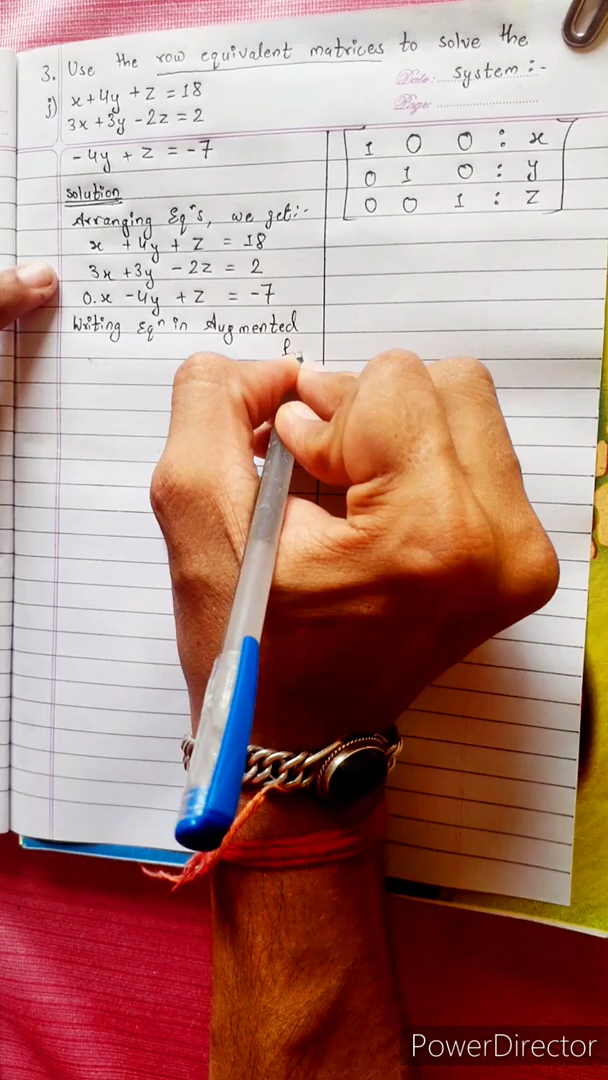 3. Use the row equivalent matrices to solve the
Date: system :-
Page:
j) x + 4y + z = 18
3x + 3y - 2z = 2
- 4y + z = -7
solution
Arranging Eqⁿs, we get:-
x + 4y + z = 18
3x + 3y - 2z = 2
0.x - 4y + z = -7
Writing Eqⁿ in Augmented
f
1 0 0 : x
0 1 0 : y
0 0 1 : z
PowerDirector